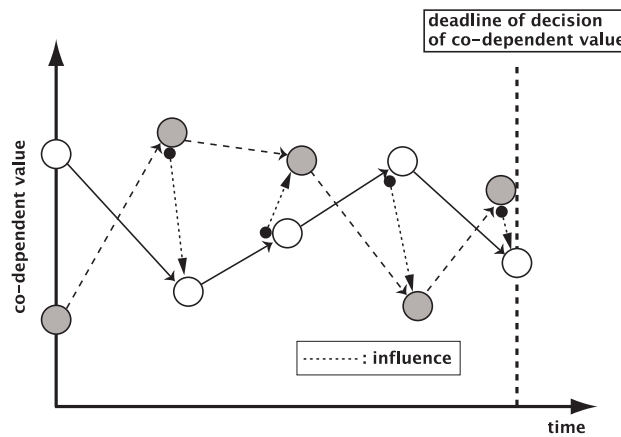 deadline of decision
of co-dependent value
co-dependent value
: influence
time